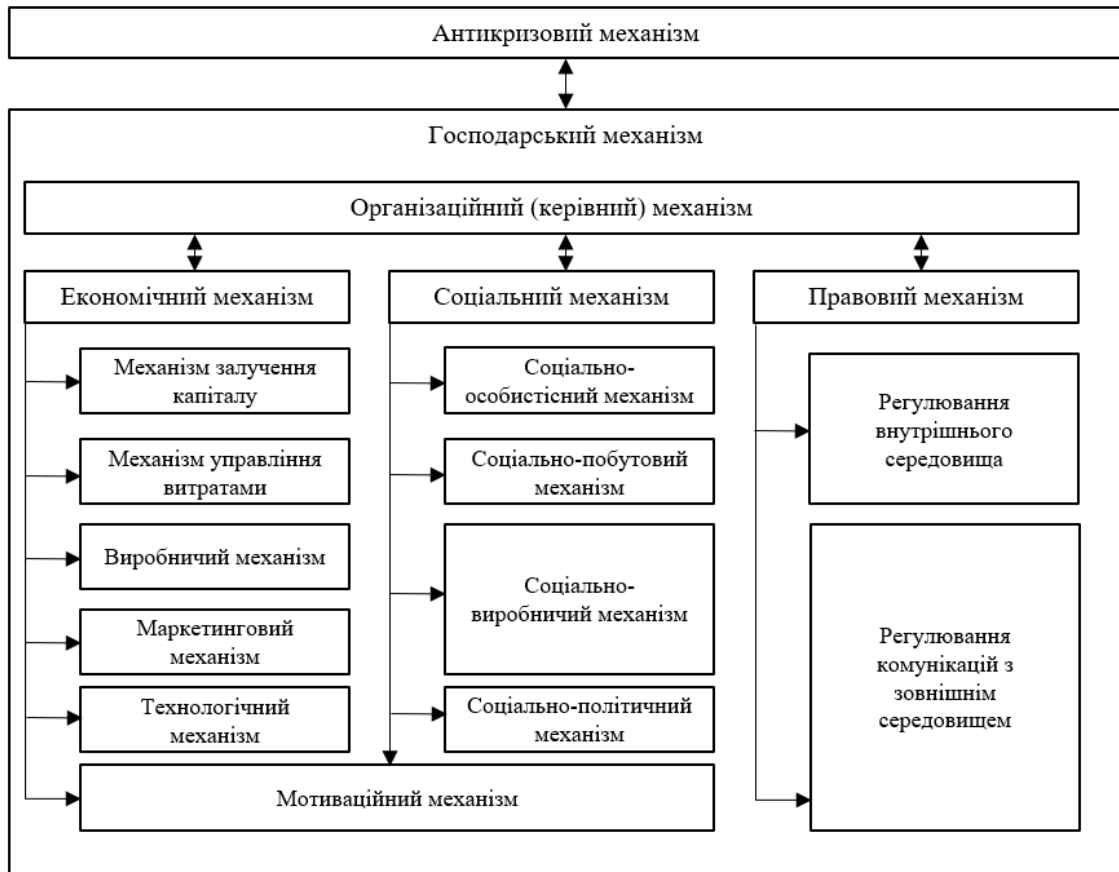 Антикризовий механізм
Господарський механізм
Організаційний (керівний) механізм
Економічний механізм
Механізм залучення
капіталу
Механізм управління
витратами
Виробничий механізм
Маркетинговий
механізм
Технологічний
механізм
Соціальний механізм
Соціально-
особистісний механізм
Соціально-побутовий
механізм
Соціально-
виробничий механізм
Соціально-політичний
механізм
Мотиваційний механізм
Правовий механізм
Регулювання
внутрішнього
середовища
Регулювання
комунікацій з
зовнішнім
середовищем